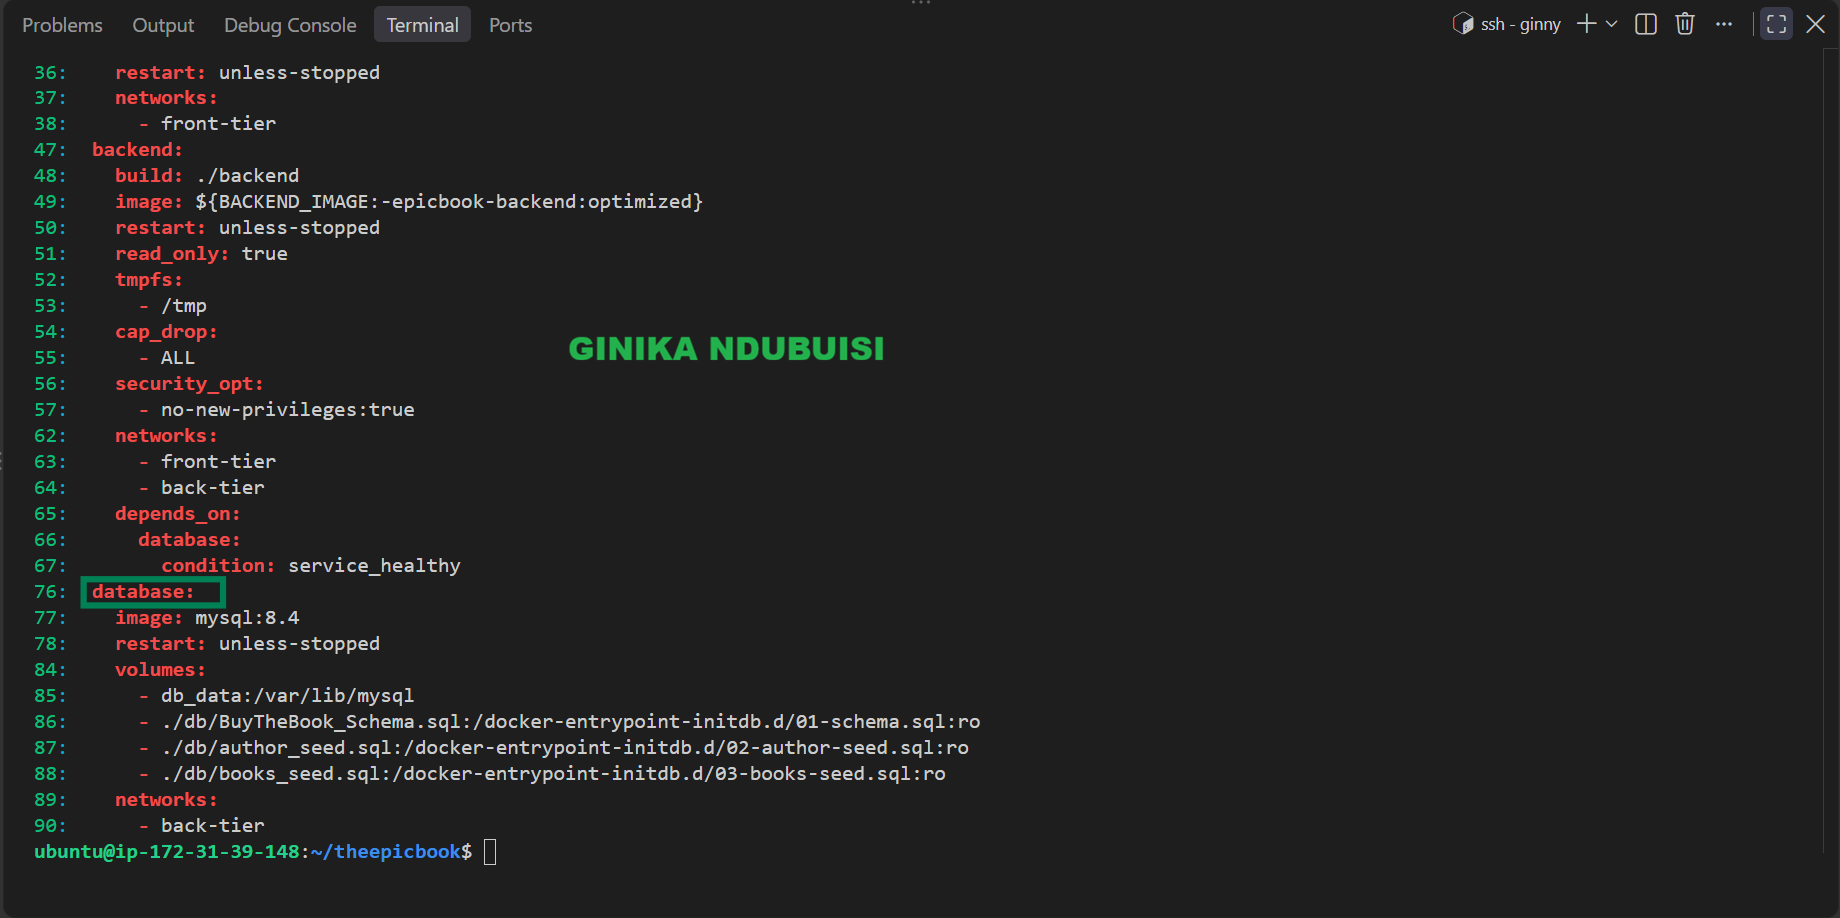 Problems Output Debug Console Terminal Ports ssh - ginny
36:    restart: unless-stopped
37:    networks:
38:      - front-tier
47:  backend:
48:    build: ./backend
49:    image: ${BACKEND_IMAGE:-epicbook-backend:optimized}
50:    restart: unless-stopped
51:    read_only: true
52:    tmpfs:
53:      - /tmp
54:    cap_drop:
55:      - ALL
GINIKA NDUBUISI
56:    security_opt:
57:      - no-new-privileges:true
62:    networks:
63:      - front-tier
64:      - back-tier
65:    depends_on:
66:      database:
67:        condition: service_healthy
76:  database:
77:    image: mysql:8.4
78:    restart: unless-stopped
84:    volumes:
85:      - db_data:/var/lib/mysql
86:      - ./db/BuyTheBook_Schema.sql:/docker-entrypoint-initdb.d/01-schema.sql:ro
87:      - ./db/author_seed.sql:/docker-entrypoint-initdb.d/02-author-seed.sql:ro
88:      - ./db/books_seed.sql:/docker-entrypoint-initdb.d/03-books-seed.sql:ro
89:    networks:
90:      - back-tier
ubuntu@ip-172-31-39-148:~/theepicbook$